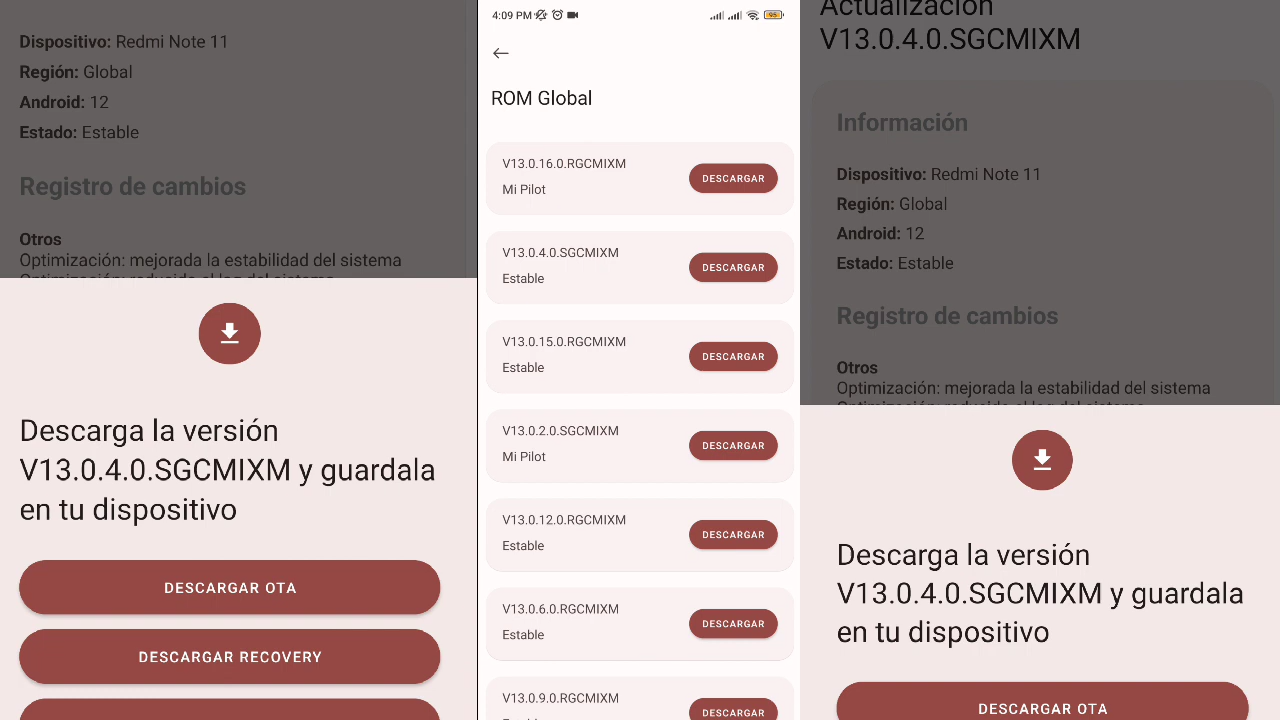 Dispositivo: Redmi Note 11
Región: Global
Android: 12
Estado: Estable
Registro de cambios
Otros
Optimización: mejorada la estabilidad del sistema
Descarga la versión
V13.0.4.0.SGCMIXM y guardala
en tu dispositivo
DESCARGAR OTA
DESCARGAR RECOVERY
4:09 PM
95
ROM Global
V13.0.16.0.RGCMIXM
Mi Pilot
DESCARGAR
V13.0.4.0.SGCMIXM
Estable
DESCARGAR
V13.0.15.0.RGCMIXM
Estable
DESCARGAR
V13.0.2.0.SGCMIXM
Mi Pilot
DESCARGAR
V13.0.12.0.RGCMIXM
Estable
DESCARGAR
V13.0.6.0.RGCMIXM
Estable
DESCARGAR
V13.0.9.0.RGCMIXM
DESCARGAR
Actualización
V13.0.4.0.SGCMIXM
Información
Dispositivo: Redmi Note 11
Región: Global
Android: 12
Estado: Estable
Registro de cambios
Otros
Optimización: mejorada la estabilidad del sistema
Descarga la versión
V13.0.4.0.SGCMIXM y guardala
en tu dispositivo
DESCARGAR OTA